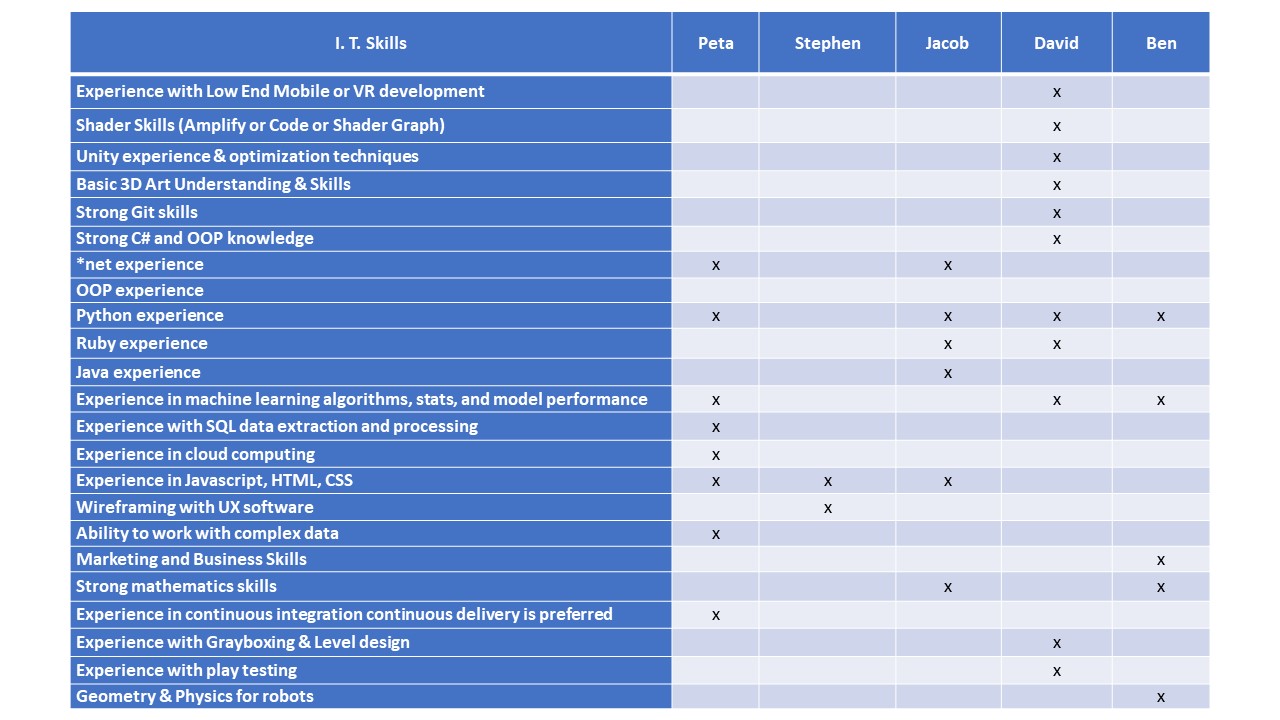 I. T. Skills Peta Stephen Jacob David Ben
Experience with Low End Mobile or VR development x
Shader Skills (Amplify or Code or Shader Graph) x
Unity experience & optimization techniques x
Basic 3D Art Understanding & Skills x
Strong Git skills x
Strong C# and OOP knowledge x
*net experience x x
OOP experience
Python experience x x x x
Ruby experience x x
Java experience x
Experience in machine learning algorithms, stats, and model performance x x x
Experience with SQL data extraction and processing x
Experience in cloud computing x
Experience in Javascript, HTML, CSS x x x
Wireframing with UX software x
Ability to work with complex data x
Marketing and Business Skills x
Strong mathematics skills x x
Experience in continuous integration continuous delivery is preferred x
Experience with Grayboxing & Level design x
Experience with play testing x
Geometry & Physics for robots x